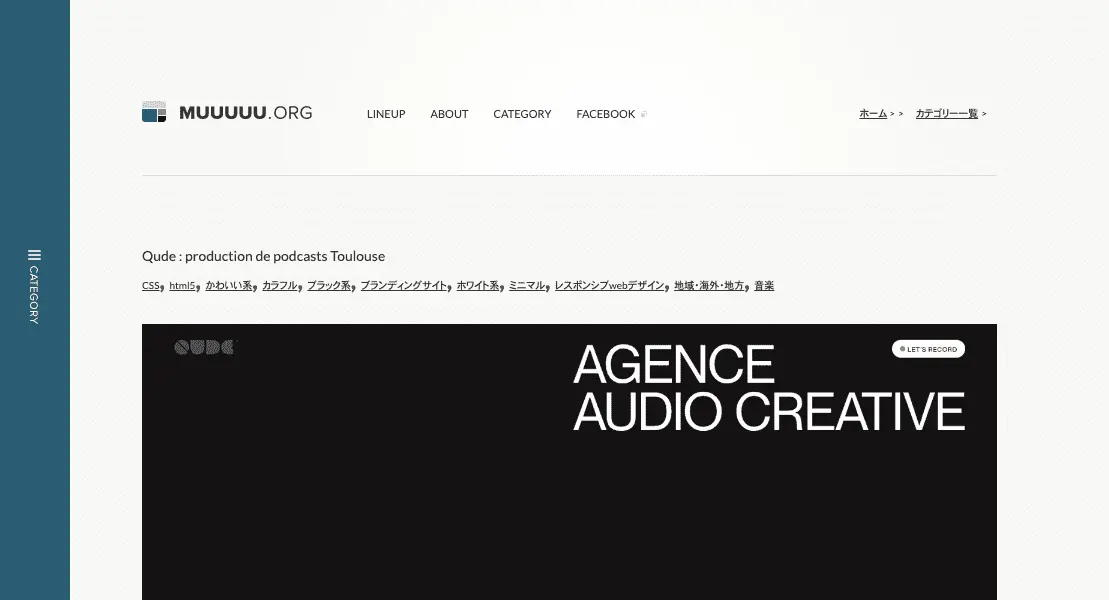 MUUUUU.ORG
LINEUP ABOUT CATEGORY FACEBOOK
ホーム > > カテゴリー一覧 >
CATEGORY
Qude : production de podcasts Toulouse
CSS, html5, かわいい系, カラフル, ブラック系, ブランディングサイト, ホワイト系, ミニマル, レスポンシブwebデザイン, 地域・海外・地方, 音楽
QUDE
AGENCE
AUDIO CREATIVE
LET'S RECORD